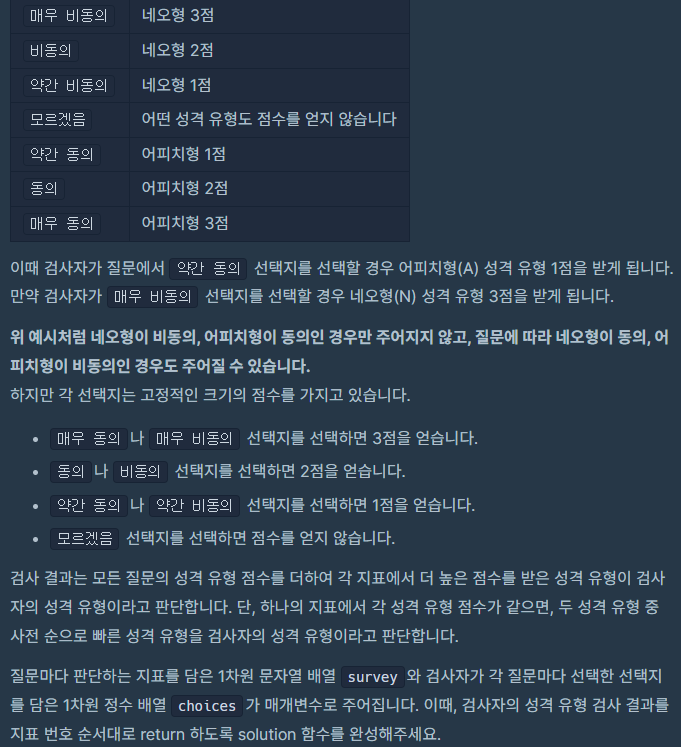 매우 비동의 네오형 3점
비동의 네오형 2점
약간 비동의 네오형 1점
모르겠음 어떤 성격 유형도 점수를 얻지 않습니다
약간 동의 어피치형 1점
동의 어피치형 2점
매우 동의 어피치형 3점
이때 검사자가 질문에서 약간 동의 선택지를 선택할 경우 어피치형(A) 성격 유형 1점을 받게 됩니다.
만약 검사자가 매우 비동의 선택지를 선택할 경우 네오형(N) 성격 유형 3점을 받게 됩니다.
위 예시처럼 네오형이 비동의, 어피치형이 동의인 경우만 주어지지 않고, 질문에 따라 네오형이 동의, 어
피치형이 비동의인 경우도 주어질 수 있습니다.
하지만 각 선택지는 고정적인 크기의 점수를 가지고 있습니다.
• 매우 동의나 매우 비동의 선택지를 선택하면 3점을 얻습니다.
• 동의나 비동의 선택지를 선택하면 2점을 얻습니다.
• 약간 동의나 약간 비동의 선택지를 선택하면 1점을 얻습니다.
• 모르겠음 선택지를 선택하면 점수를 얻지 않습니다.
검사 결과는 모든 질문의 성격 유형 점수를 더하여 각 지표에서 더 높은 점수를 받은 성격 유형이 검사
자의 성격 유형이라고 판단합니다. 단, 하나의 지표에서 각 성격 유형 점수가 같으면, 두 성격 유형 중
사전 순으로 빠른 성격 유형을 검사자의 성격 유형이라고 판단합니다.
질문마다 판단하는 지표를 담은 1차원 문자열 배열 survey와 검사자가 각 질문마다 선택한 선택지
를 담은 1차원 정수 배열 choices가 매개변수로 주어집니다. 이때, 검사자의 성격 유형 검사 결과를
지표 번호 순서대로 return 하도록 solution 함수를 완성해주세요.